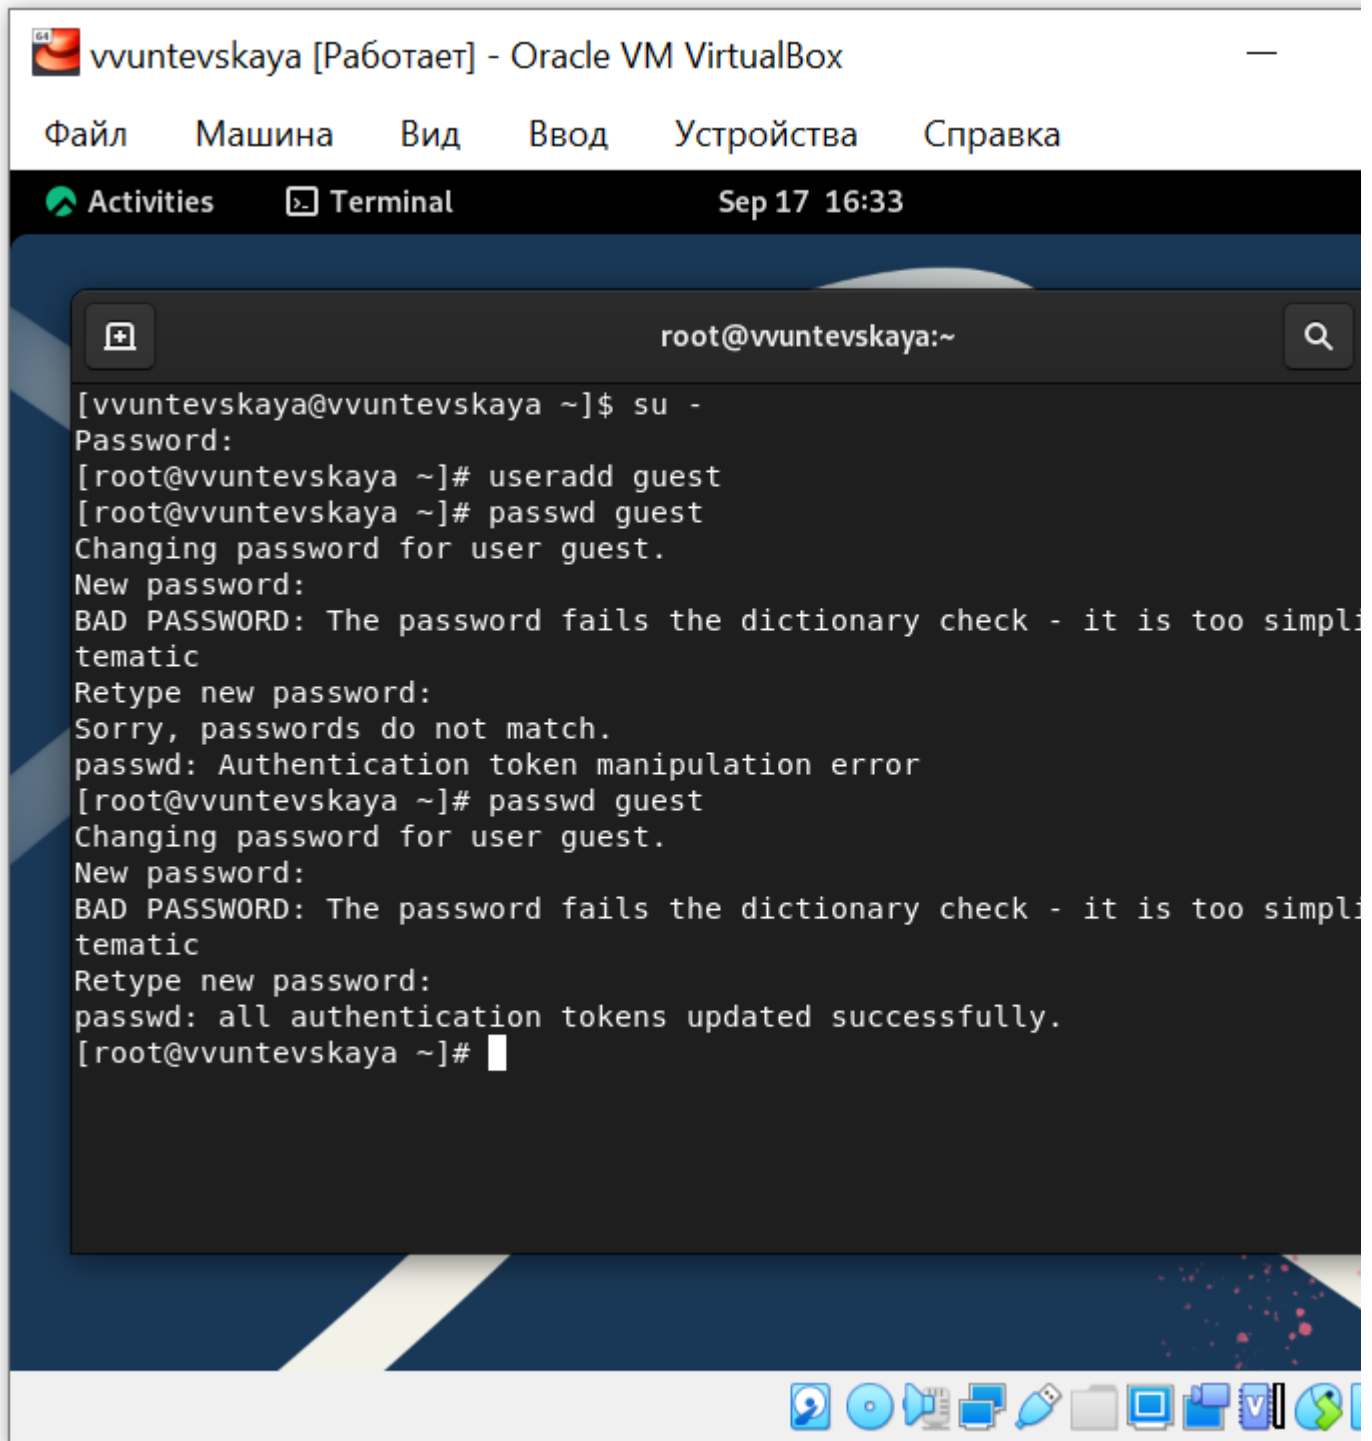 64
vvuntevskaya [Работает] - Oracle VM VirtualBox
Файл Машина Вид Ввод Устройства Справка
Activities Terminal Sep 17 16:33
root@vvuntevskaya:~
[vvuntevskaya@vvuntevskaya ~]$ su -
Password:
[root@vvuntevskaya ~]# useradd guest
[root@vvuntevskaya ~]# passwd guest
Changing password for user guest.
New password:
BAD PASSWORD: The password fails the dictionary check - it is too simpli
tematic
Retype new password:
Sorry, passwords do not match.
passwd: Authentication token manipulation error
[root@vvuntevskaya ~]# passwd guest
Changing password for user guest.
New password:
BAD PASSWORD: The password fails the dictionary check - it is too simpli
tematic
Retype new password:
passwd: all authentication tokens updated successfully.
[root@vvuntevskaya ~]#
V